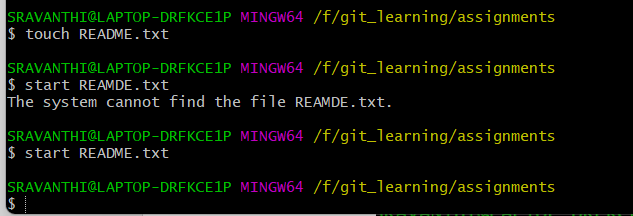 SRAVANTHI@LAPTOP-DRFKCE1P MINGW64 /f/git_learning/assignments
$ touch README.txt
SRAVANTHI@LAPTOP-DRFKCE1P MINGW64 /f/git_learning/assignments
$ start REAMDE.txt
The system cannot find the file REAMDE.txt.
SRAVANTHI@LAPTOP-DRFKCE1P MINGW64 /f/git_learning/assignments
$ start README.txt
SRAVANTHI@LAPTOP-DRFKCE1P MINGW64 /f/git_learning/assignments
$